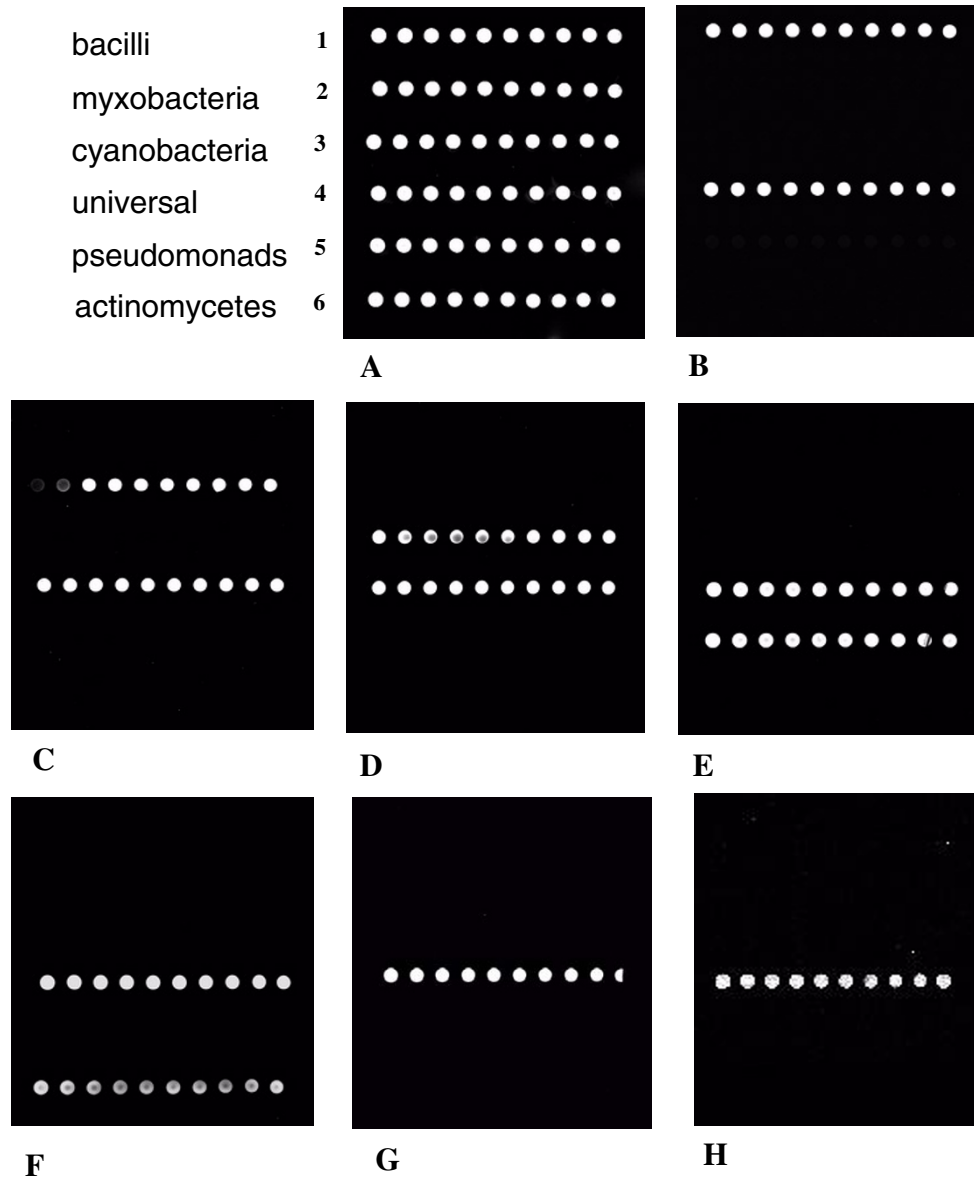 bacilli 1
myxobacteria 2
cyanobacteria 3
universal 4
pseudomonads 5
actinomycetes 6
A
B
C
D
E
F
G
H